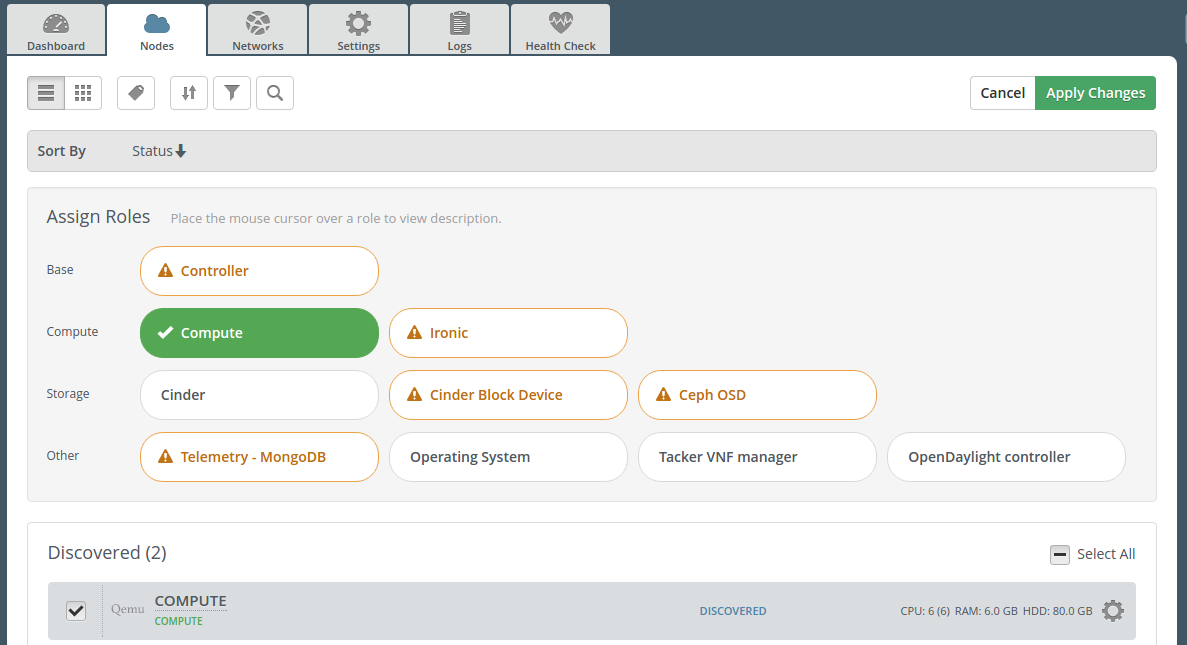 Dashboard
Nodes
Networks
Settings
Logs
Health Check
Cancel
Apply Changes
Sort By
Status
Assign Roles
Place the mouse cursor over a role to view description.
Base
Controller
Compute
Compute
Ironic
Storage
Cinder
Cinder Block Device
Ceph OSD
Other
Telemetry - MongoDB
Operating System
Tacker VNF manager
OpenDaylight controller
Discovered (2)
Select All
Qemu
COMPUTE
COMPUTE
DISCOVERED
CPU: 6 (6) RAM: 6.0 GB HDD: 80.0 GB